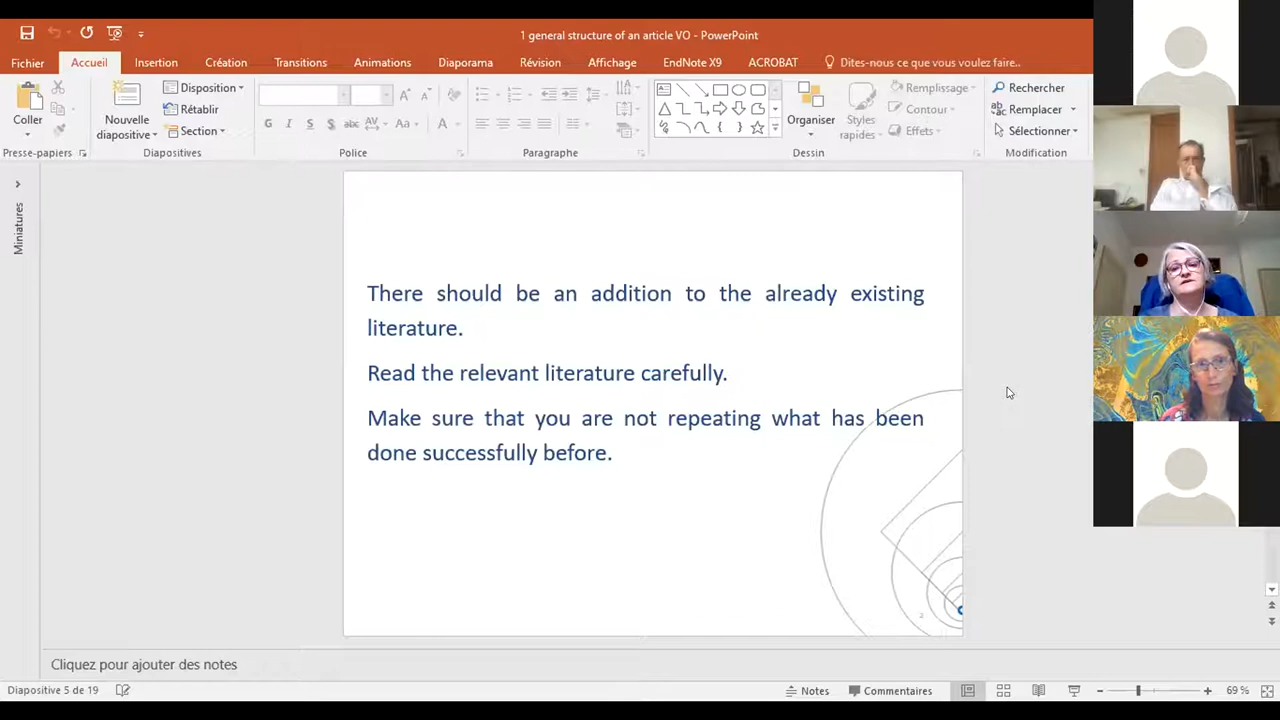 1 general structure of an article VO - PowerPoint
Fichier Accueil Insertion Création Transitions Animations Diaporama Révision Affichage EndNote X9 ACROBAT Dites-nous ce que vous voulez faire..
Coller
Presse-papiers
Nouvelle
diapositive
Disposition
Rétablir
Section
Diapositives
G I S S abc AV Aa A
Police
Paragraphe
Organiser
Styles
rapides
Remplissage
Contour
Effets
Dessin
Rechercher
Remplacer
Sélectionner
Modification
Miniatures
There should be an addition to the already existing
literature.
Read the relevant literature carefully.
Make sure that you are not repeating what has been
done successfully before.
2
Cliquez pour ajouter des notes
Diapositive 5 de 19 Notes Commentaires 69 %